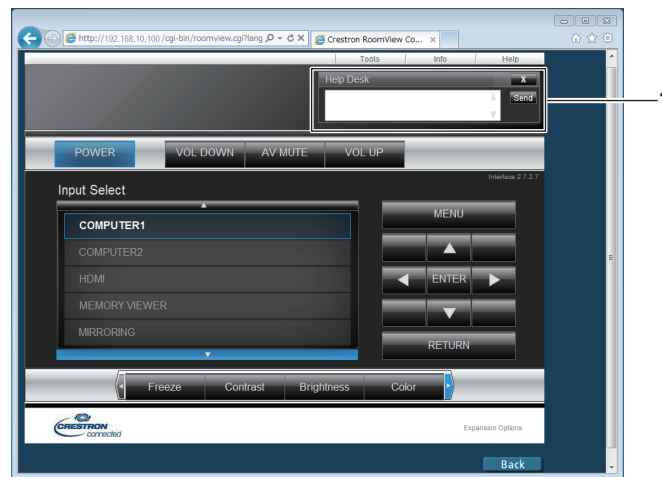 http://192.168.10.100 /cgi-bin/roomview.cgi?lang
Crestron RoomView Co...
Tools Info Help
Help Desk X
Send
POWER VOL DOWN AV MUTE VOL UP
Interface 2.7.2.7
Input Select
COMPUTER1
MENU
COMPUTER2
HDMI
ENTER
MEMORY VIEWER
MIRRORING
RETURN
Freeze Contrast Brightness Color
CRESTRON
connected
Expansion Options
Back